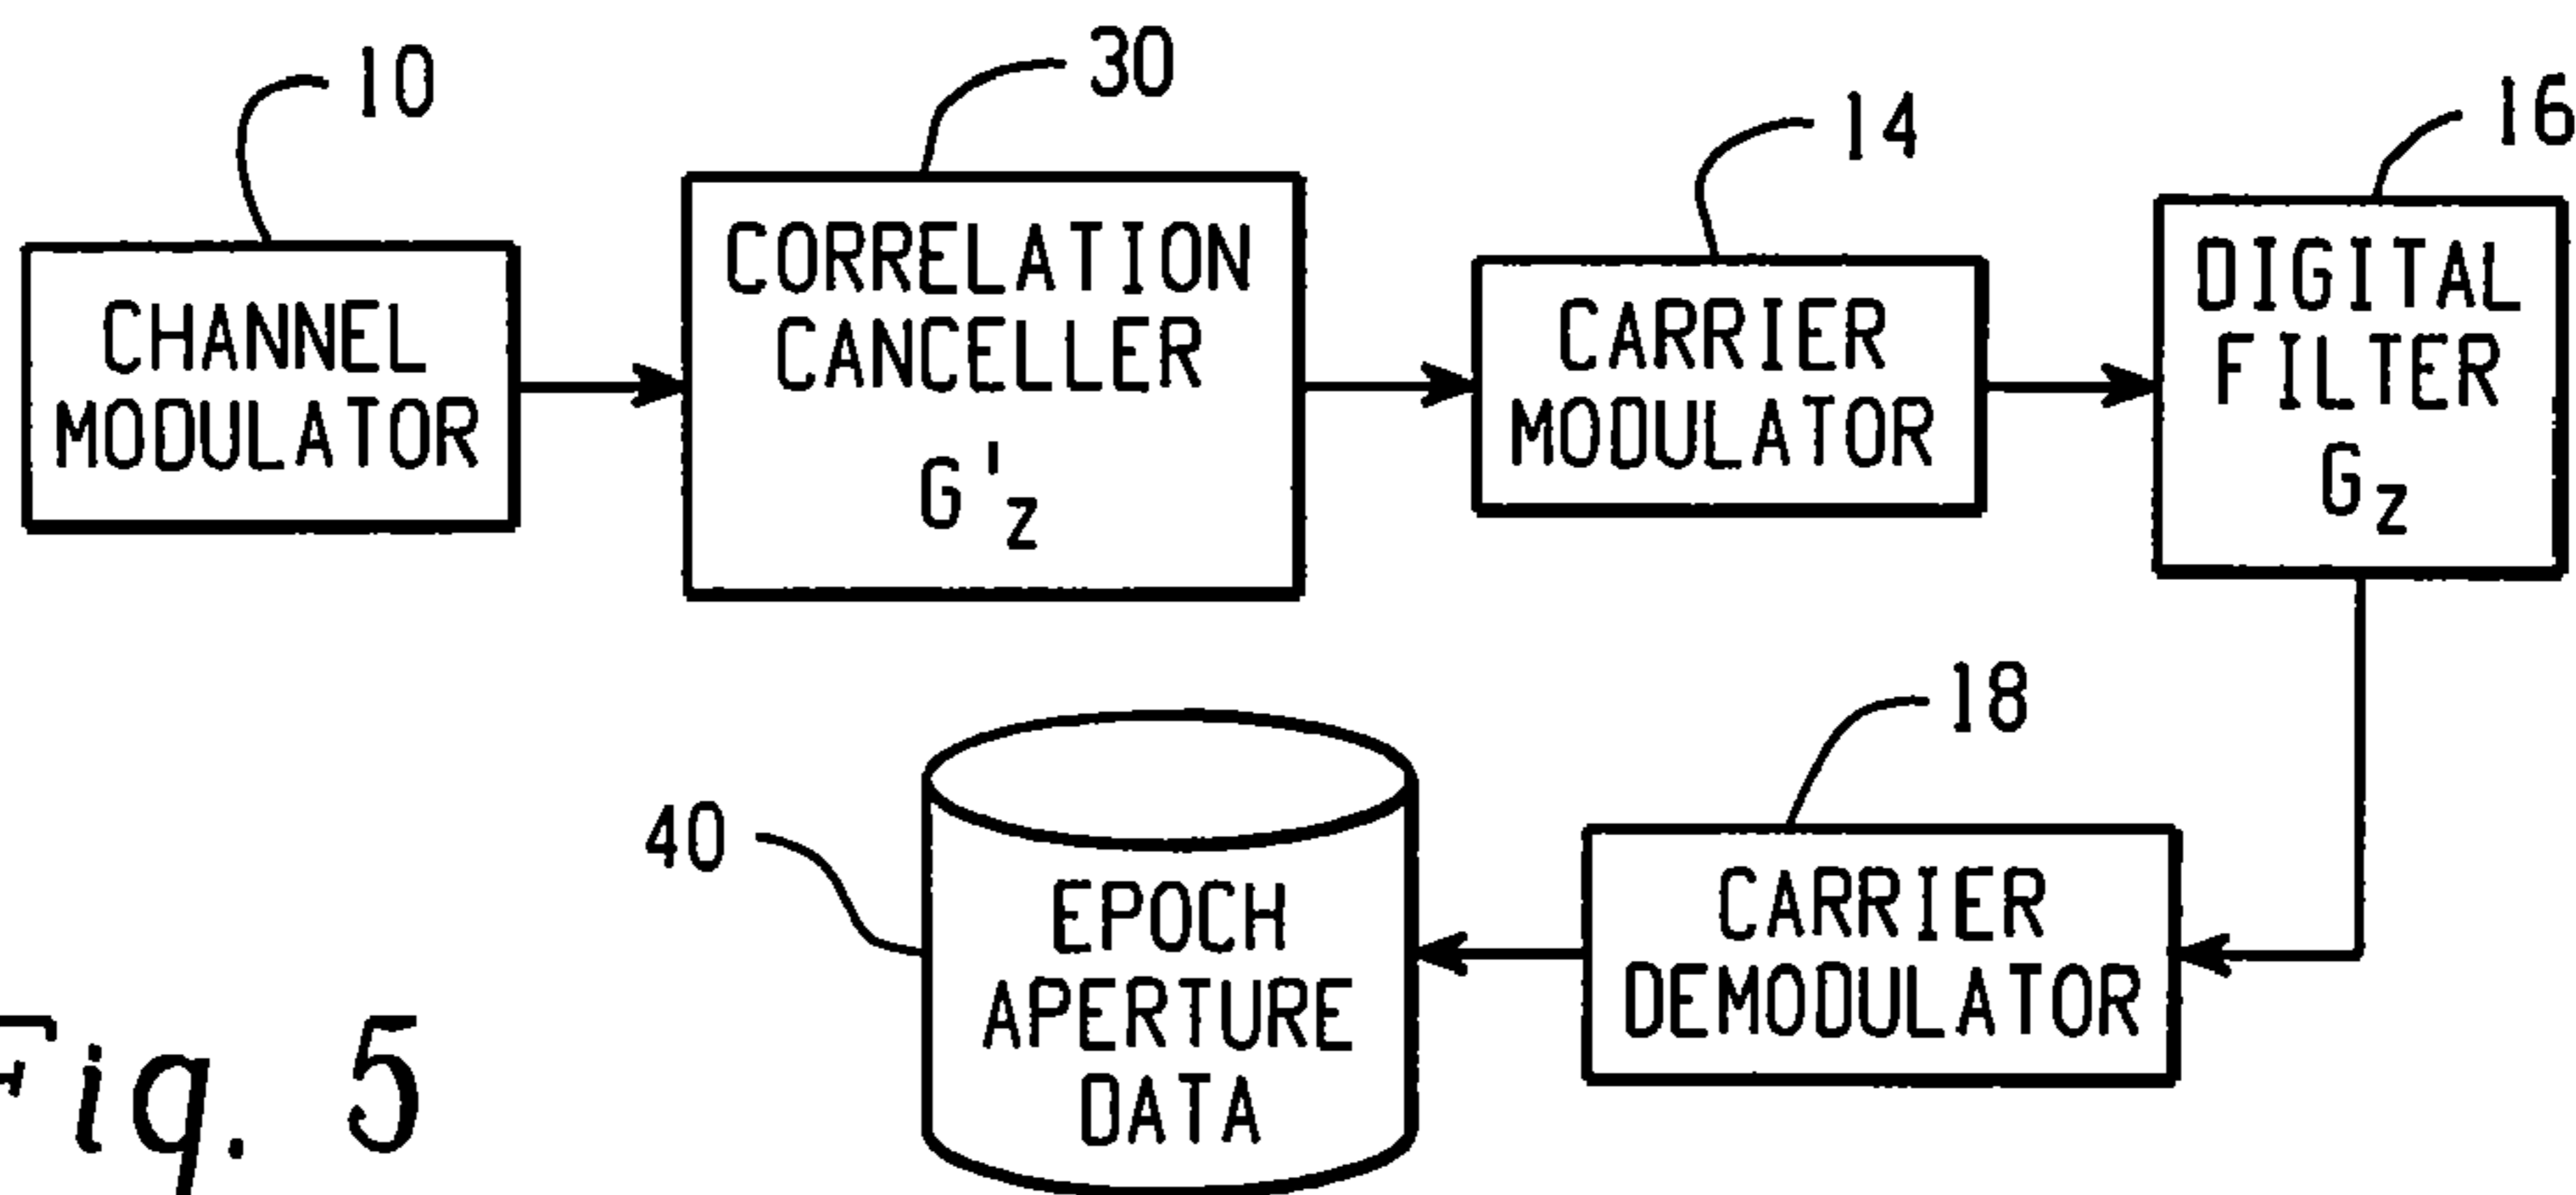 10
30
14
16
CHANNEL
MODULATOR
CORRELATION
CANCELLER
G'z
CARRIER
MODULATOR
DIGITAL
FILTER
Gz
18
40
EPOCH
APERTURE
DATA
CARRIER
DEMODULATOR
Fig. 5